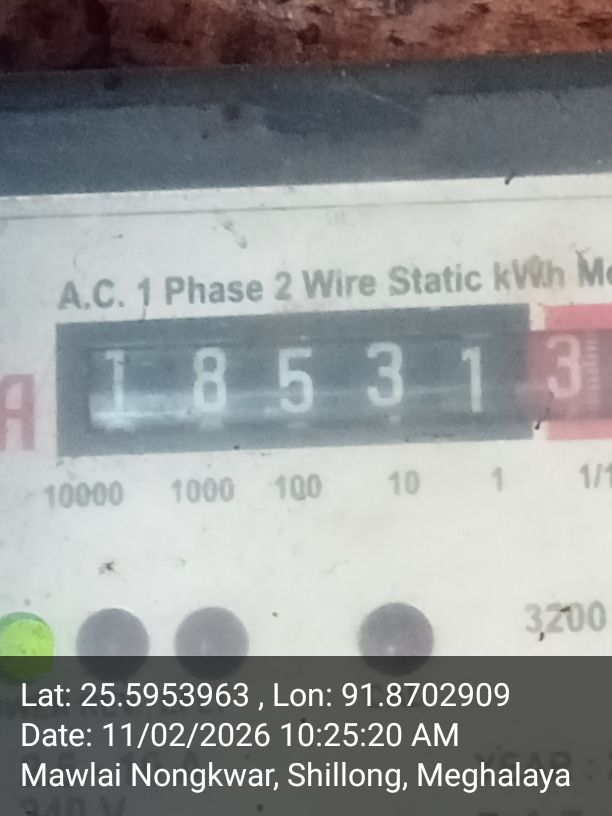 A.C. 1 Phase 2 Wire Static kWh
A
1 8 5 3 1 3
10000 1000 100 10 1
3200
Lat: 25.5953963 , Lon: 91.8702909
Date: 11/02/2026 10:25:20 AM
Mawlai Nongkwar, Shillong, Meghalaya
240 V